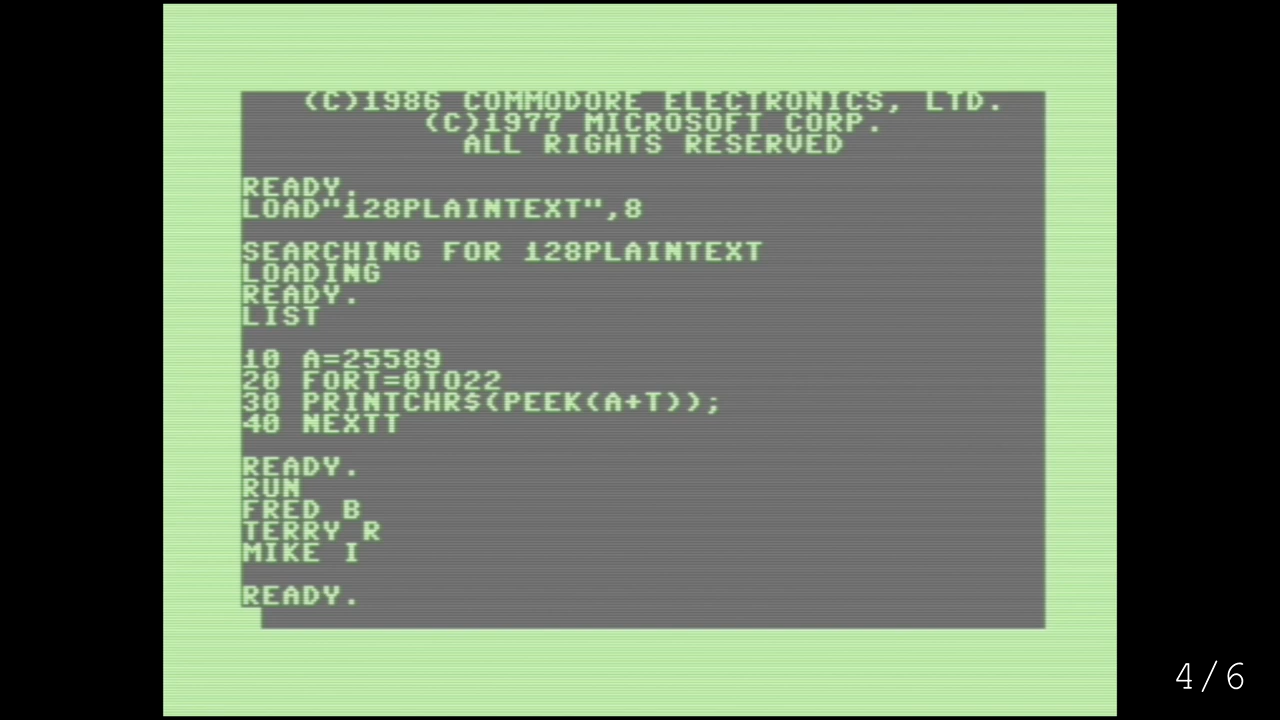 (C)1986 COMMODORE ELECTRONICS, LTD.
(C)1977 MICROSOFT CORP.
ALL RIGHTS RESERVED
READY.
LOAD"128PLAINTEXT",8
SEARCHING FOR 128PLAINTEXT
LOADING
READY.
LIST
10 A=25589
20 FORT=0TO22
30 PRINTCHR$(PEEK(A+T));
40 NEXTT
READY.
RUN
FRED B
TERRY R
MIKE I
READY.
4/6